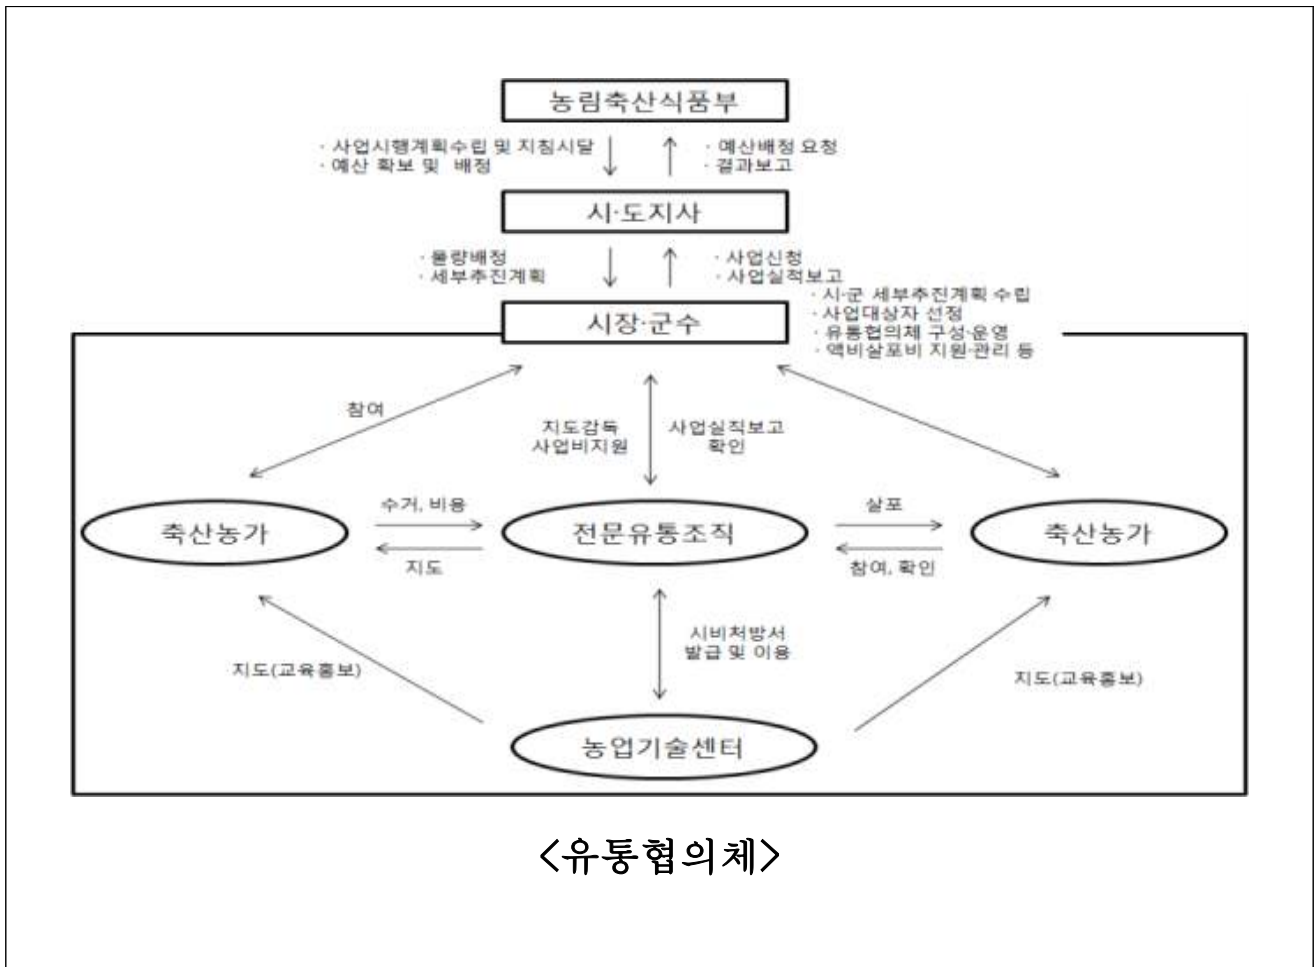 농림축산식품부
· 사업시행계획수립 및 지침시달
· 예산 확보 및 배정
· 예산배정 요청
· 결과보고
시·도지사
· 물량배정
· 세부추진계획
· 사업신청
· 사업실적보고
시장·군수
· 시·군 세부추진계획 수립
· 사업대상자 선정
· 유통협의체 구성·운영
· 액비살포비 지원·관리 등
참여
지도감독
사업비지원
사업실직보고
확인
축산농가
수거, 비용
지도
전문유통조직
살포
참여, 확인
축산농가
지도(교육홍보)
시비처방서
발급 및 이용
지도(교육홍보)
농업기술센터
<유통협의체>